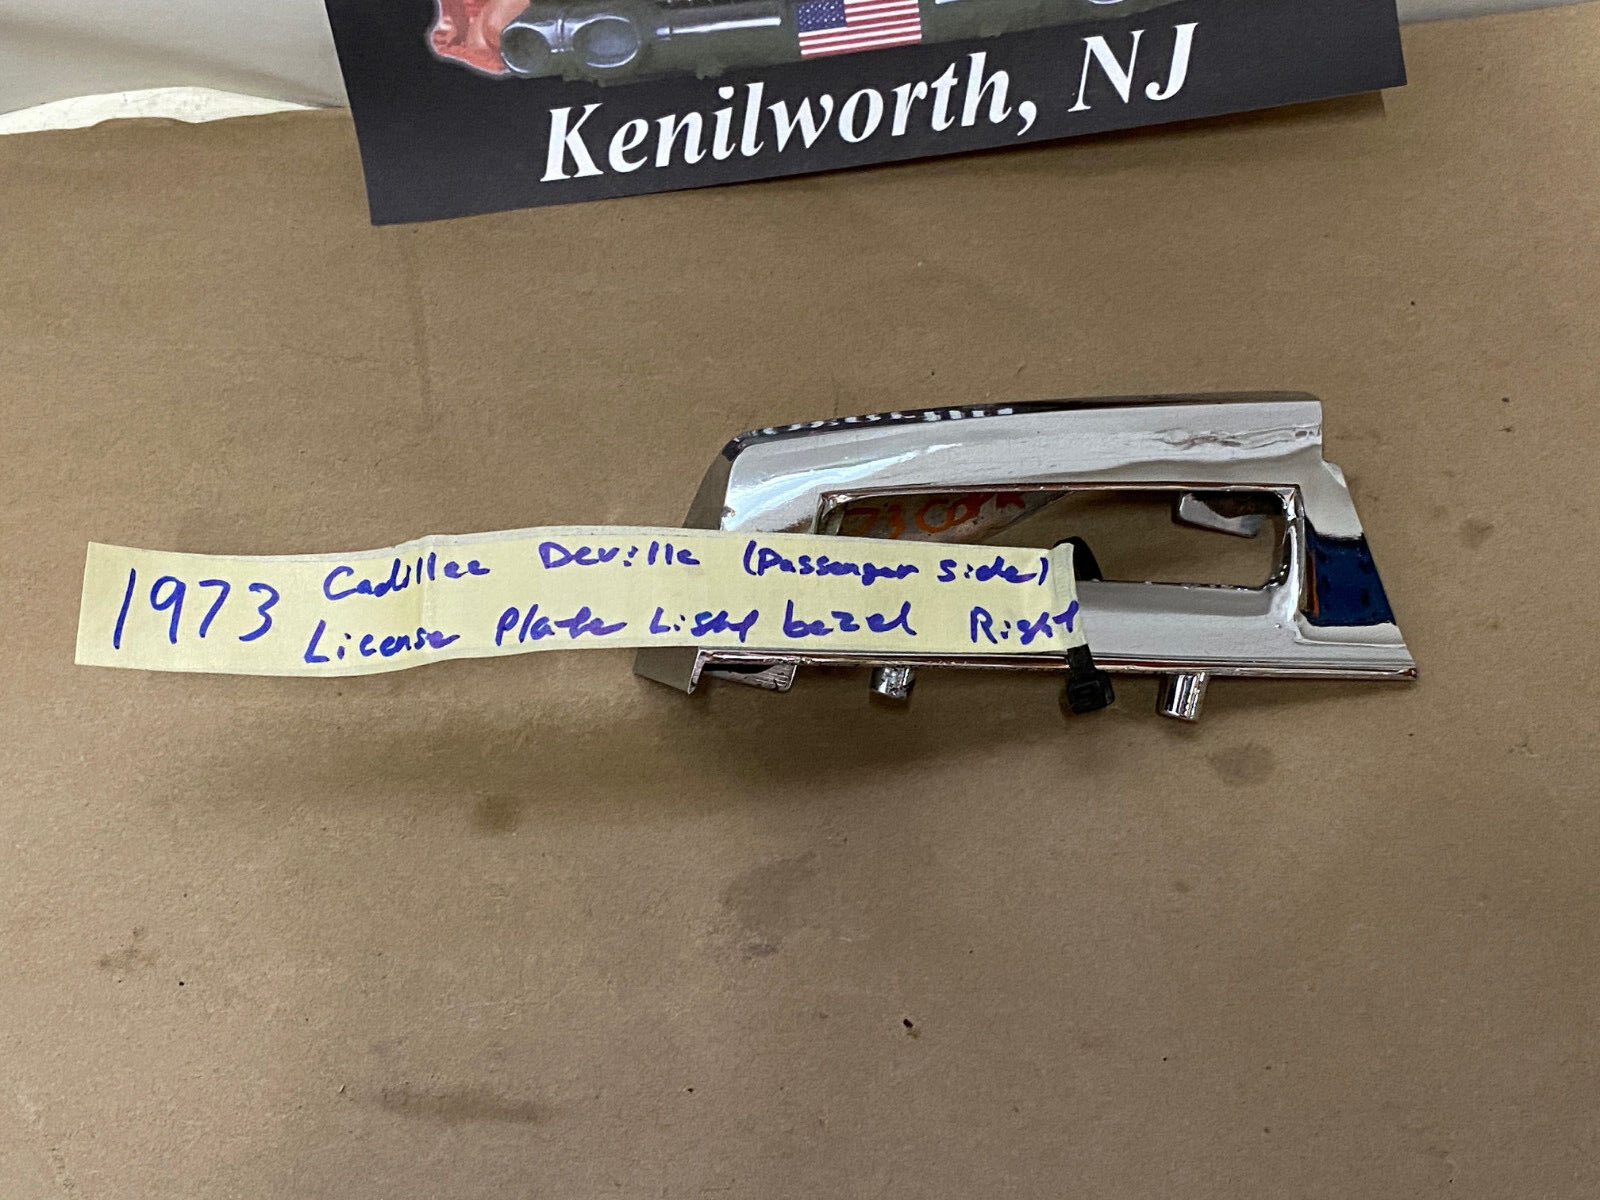 Kenilworth, NJ
1973 Cadillac Deville (passenger side)
License Plate Light bezel Right